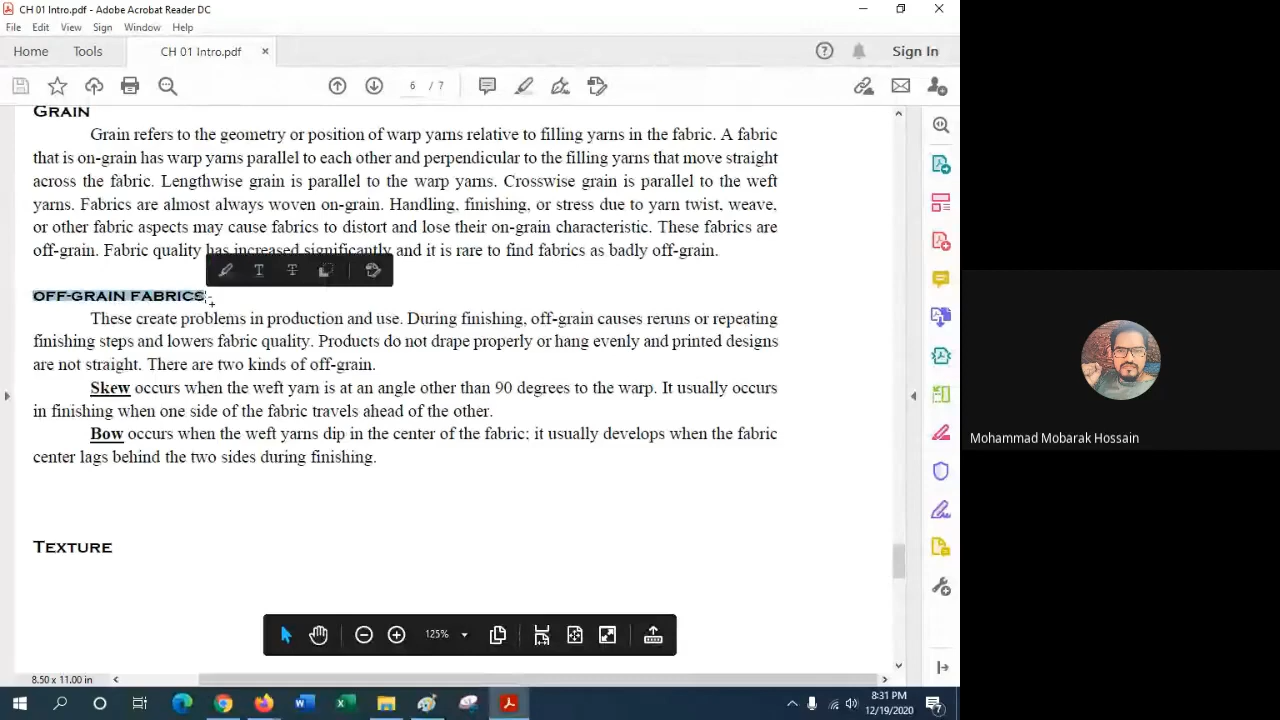 CH 01 Intro.pdf - Adobe Acrobat Reader DC
File Edit View Sign Window Help
Home Tools CH 01 Intro.pdf × Sign In
6 / 7
GRAIN
Grain refers to the geometry or position of warp yarns relative to filling yarns in the fabric. A fabric
that is on-grain has warp yarns parallel to each other and perpendicular to the filling yarns that move straight
across the fabric. Lengthwise grain is parallel to the warp yarns. Crosswise grain is parallel to the weft
yarns. Fabrics are almost always woven on-grain. Handling, finishing, or stress due to yarn twist, weave,
or other fabric aspects may cause fabrics to distort and lose their on-grain characteristic. These fabrics are
off-grain. Fabric quality has increased significantly and it is rare to find fabrics as badly off-grain.
OFF-GRAIN FABRICS
These create problems in production and use. During finishing, off-grain causes reruns or repeating
finishing steps and lowers fabric quality. Products do not drape properly or hang evenly and printed designs
are not straight. There are two kinds of off-grain.
Skew occurs when the weft yarn is at an angle other than 90 degrees to the warp. It usually occurs
in finishing when one side of the fabric travels ahead of the other.
Bow occurs when the weft yarns dip in the center of the fabric; it usually develops when the fabric
center lags behind the two sides during finishing.
TEXTURE
125%
8.50 x 11.00 in
Mohammad Mobarak Hossain
8:31 PM
12/19/2020
7